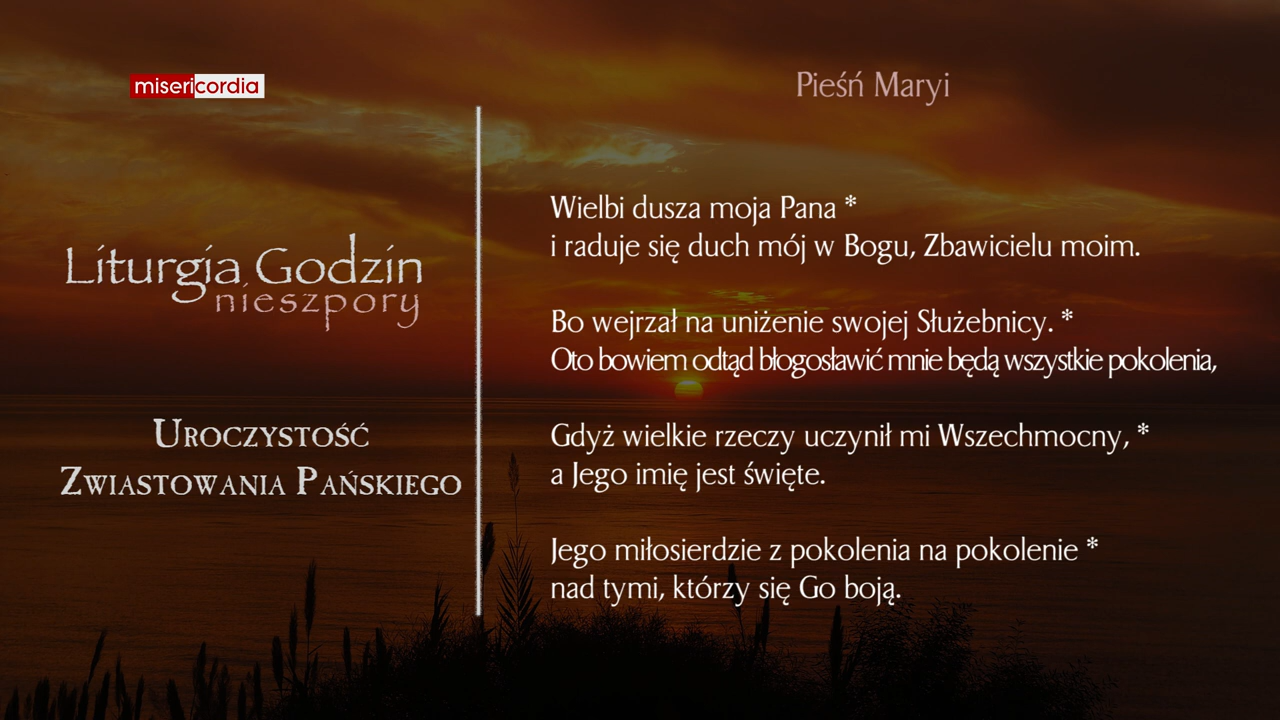 misericordia
Liturgia Godzin
nieszpory
Uroczystość
Zwiastowania Pańskiego
Pieśń Maryi
Wielbi dusza moja Pana *
i raduje się duch mój w Bogu, Zbawicielu moim.
Bo wejrzał na uniżenie swojej Służebnicy. *
Oto bowiem odtąd błogosławić mnie będą wszystkie pokolenia,
Gdyż wielkie rzeczy uczynił mi Wszechmocny, *
a Jego imię jest święte.
Jego miłosierdzie z pokolenia na pokolenie *
nad tymi, którzy się Go boją.